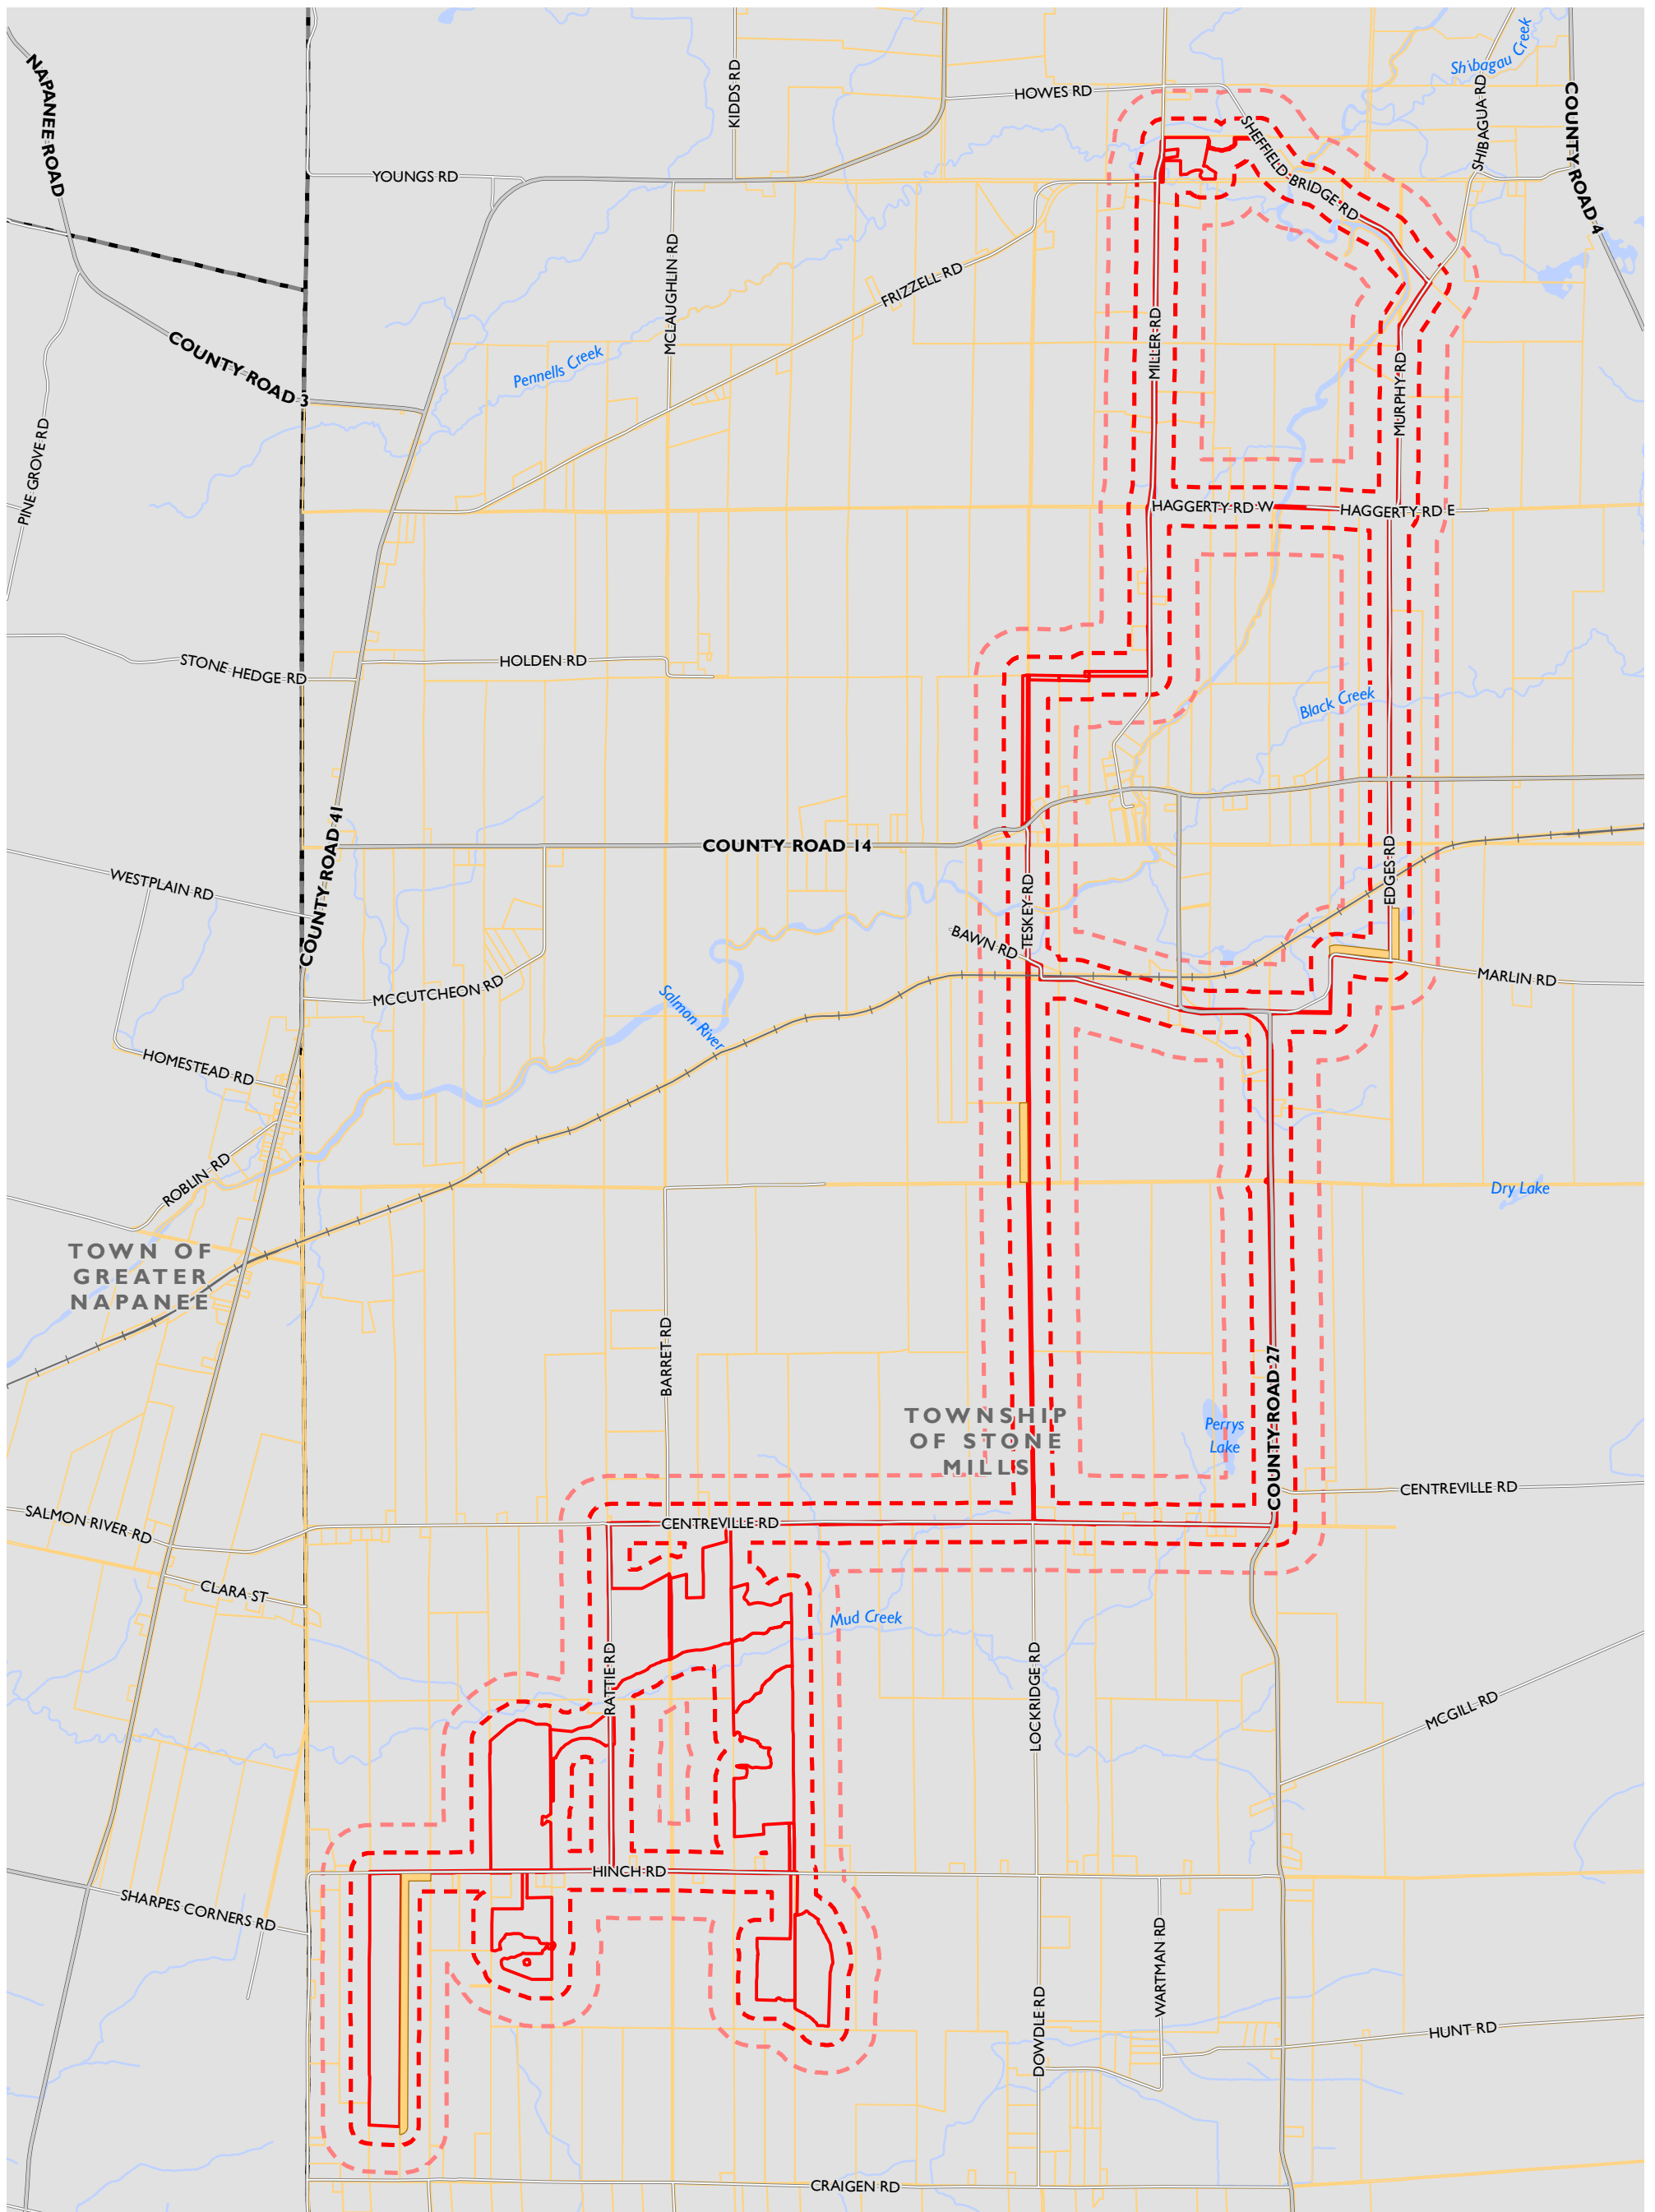 Shibagau Creek
NAPANEE ROAD
KIDDS RD
HOWES RD
SHIBAGUA RD
COUNTY ROAD 4
SHEFFIELD BRIDGE RD
YOUNGS RD
MCLAUGHLIN RD
FRIZZELL RD
MILLER RD
COUNTY ROAD 3
Pennells Creek
MURPHY RD
PINE GROVE RD
HAGGERTY RD W
HAGGERTY RD E
STONE HEDGE RD
HOLDEN RD
Black Creek
COUNTY ROAD 41
COUNTY ROAD 14
EDGES RD
WESTPLAIN RD
TESKEY RD
BAWN RD
MARLIN RD
MCCUTCHEON RD
Salmon River
HOMESTEAD RD
ROBLIN RD
Dry Lake
TOWN OF
GREATER
NAPANEE
BARRET RD
COUNTY ROAD 27
TOWNSHIP
OF STONE
MILLS
Perrys
Lake
CENTREVILLE RD
SALMON RIVER RD
CENTREVILLE RD
CLARA ST
Mud Creek
RATTIE RD
LOCKRIDGE RD
MCGILL RD
HINCH RD
SHARPES CORNERS RD
WARTMAN RD
DOWDLE RD
HUNT RD
CRAIGEN RD